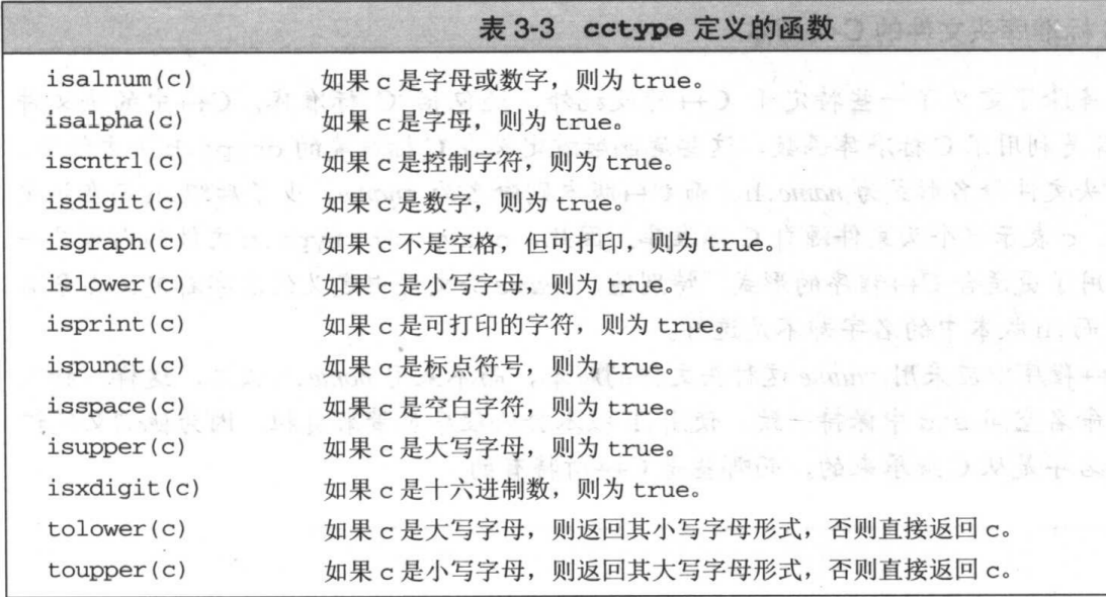 表 3-3 cctype 定义的函数
isalnum(c) 如果 c 是字母或数字，则为 true。
isalpha(c) 如果 c 是字母，则为 true。
iscntrl(c) 如果 c 是控制字符，则为 true。
isdigit(c) 如果 c 是数字，则为 true。
isgraph(c) 如果 c 不是空格，但可打印，则为 true。
islower(c) 如果 c 是小写字母，则为 true。
isprint(c) 如果 c 是可打印的字符，则为 true。
ispunct(c) 如果 c 是标点符号，则为 true。
isspace(c) 如果 c 是空白字符，则为 true。
isupper(c) 如果 c 是大写字母，则为 true。
isxdigit(c) 如果 c 是十六进制数，则为 true。
tolower(c) 如果 c 是大写字母，则返回其小写字母形式，否则直接返回 c。
toupper(c) 如果 c 是小写字母，则返回其大写字母形式，否则直接返回 c。